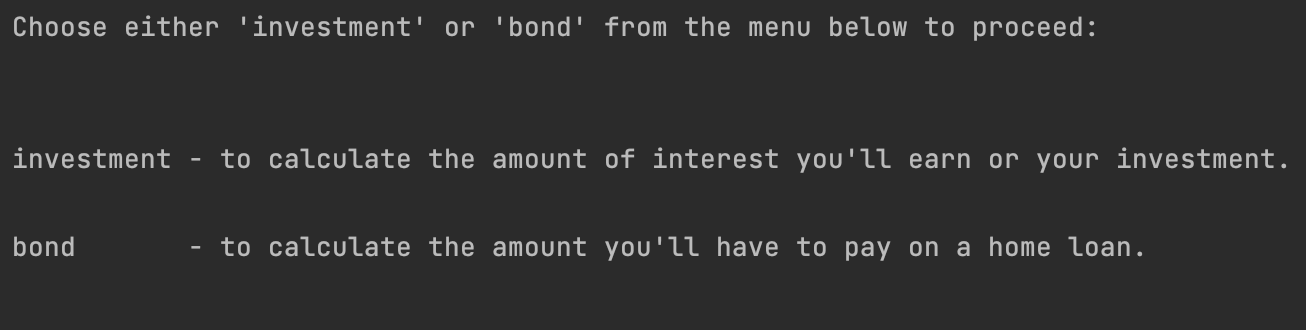 Choose either 'investment' or 'bond' from the menu below to proceed:
investment - to calculate the amount of interest you'll earn or your investment.
bond       - to calculate the amount you'll have to pay on a home loan.